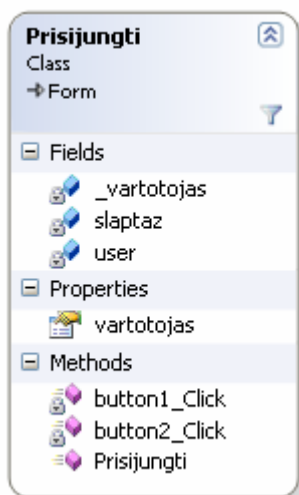 Prisijungti
Class
Form
Fields
_vartotojas
slaptaz
user
Properties
vartotojas
Methods
button1_Click
button2_Click
Prisijungti